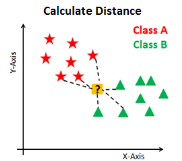 Calculate Distance
Class A
Class B
Y-Axis
?
X-Axis